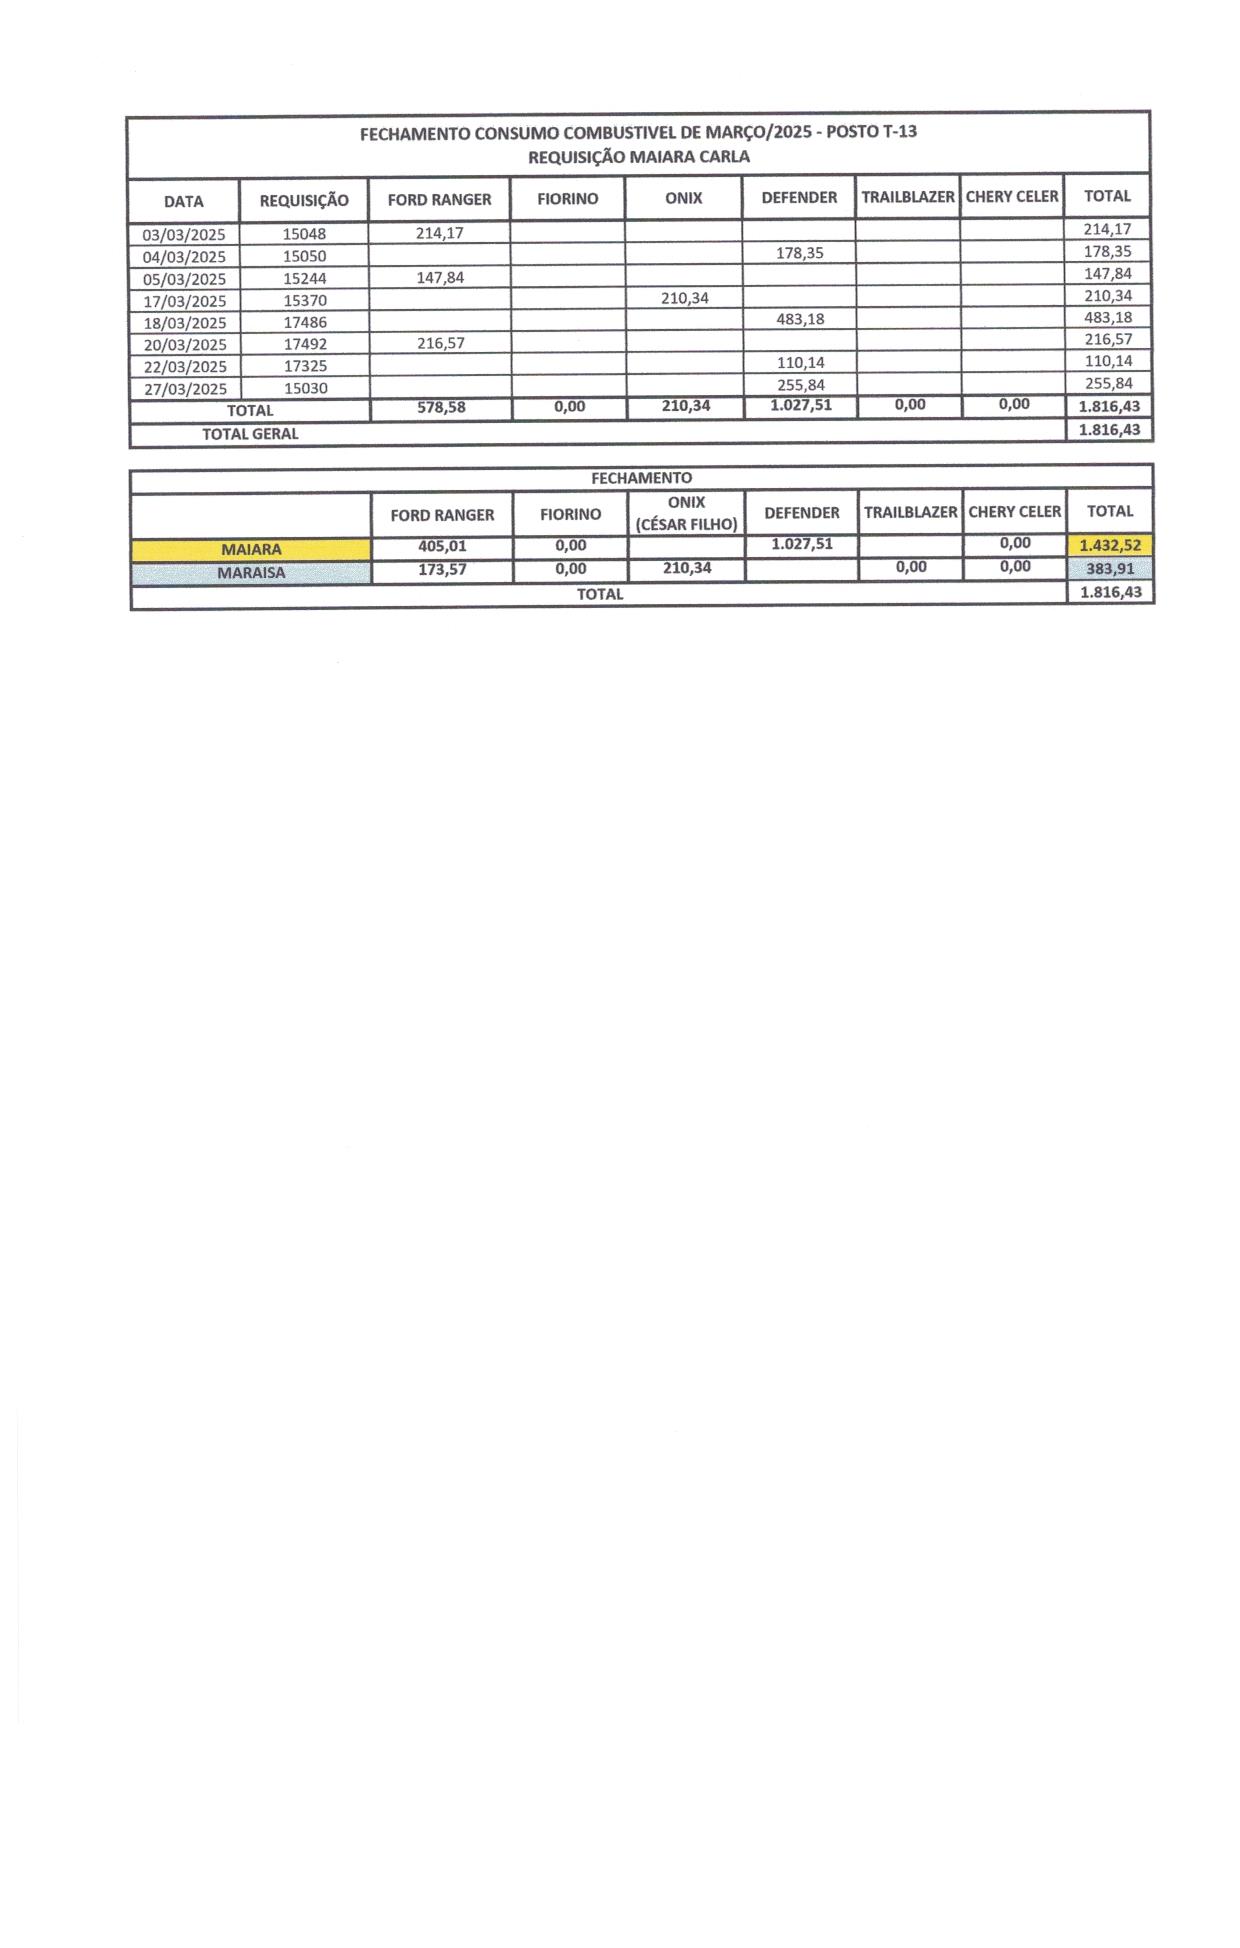 FECHAMENTO CONSUMO COMBUSTIVEL DE MARÇO/2025 - POSTO T-13
REQUISIÇÃO MAIARA CARLA
DATA REQUISIÇÃO FORD RANGER FIORINO ONIX DEFENDER TRAILBLAZER CHERY CELER TOTAL
03/03/2025 15048 214,17 214,17
04/03/2025 15050 178,35 178,35
05/03/2025 15244 147,84 147,84
17/03/2025 15370 210,34 210,34
18/03/2025 17486 483,18 483,18
20/03/2025 17492 216,57 216,57
22/03/2025 17325 110,14 110,14
27/03/2025 15030 255,84 255,84
TOTAL 578,58 0,00 210,34 1.027,51 0,00 0,00 1.816,43
TOTAL GERAL 1.816,43
FECHAMENTO
FORD RANGER FIORINO ONIX (CÉSAR FILHO) DEFENDER TRAILBLAZER CHERY CELER TOTAL
MAIARA 405,01 0,00 1.027,51 0,00 1.432,52
MARAISA 173,57 0,00 210,34 0,00 0,00 383,91
TOTAL 1.816,43